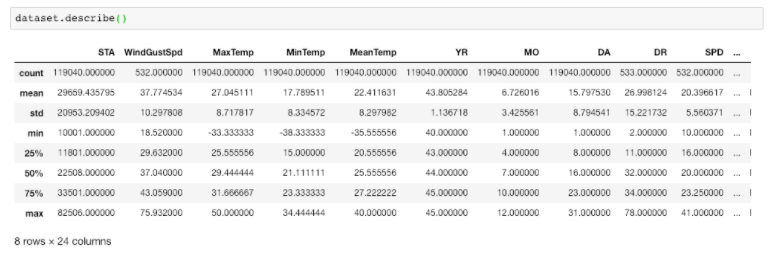 dataset.describe()
STA WindGustSpd MaxTemp MinTemp MeanTemp YR MO DA DR SPD ...
count 119040.000000 532.000000 119040.000000 119040.000000 119040.000000 119040.000000 119040.000000 119040.000000 533.000000 532.000000 ...
mean 29659.435795 37.774534 27.045111 17.789511 22.411631 43.805284 6.726016 15.797530 26.998124 20.396617 ...
std 20953.209402 10.297808 8.717817 8.334572 8.297982 1.136718 3.425561 8.794541 15.221732 5.560371 ...
min 10001.000000 18.520000 -33.333333 -38.333333 -35.555556 40.000000 1.000000 1.000000 2.000000 10.000000 ...
25% 11801.000000 29.632000 25.555556 15.000000 20.555556 43.000000 4.000000 8.000000 11.000000 16.000000 ...
50% 22508.000000 37.040000 29.444444 21.111111 25.555556 44.000000 7.000000 16.000000 32.000000 20.000000 ...
75% 33501.000000 43.059000 31.666667 23.333333 27.222222 45.000000 10.000000 23.000000 34.000000 23.250000 ...
max 82506.000000 75.932000 50.000000 34.444444 40.000000 45.000000 12.000000 31.000000 78.000000 41.000000 ...
8 rows × 24 columns